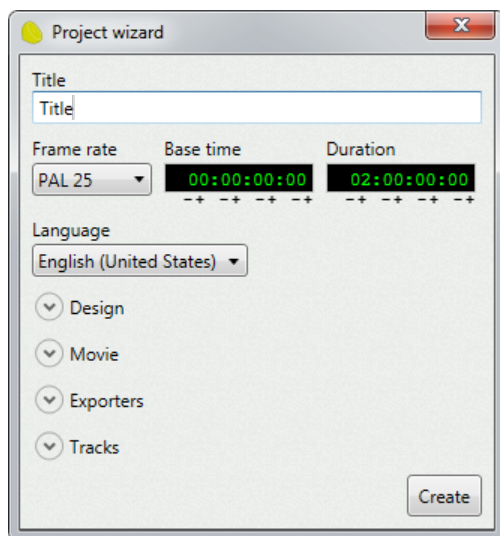 Project wizard
Title
Title
Frame rate Base time Duration
PAL 25 00:00:00:00 02:00:00:00
-+ -+ -+ -+ -+ -+ -+ -+
Language
English (United States)
Design
Movie
Exporters
Tracks
Create